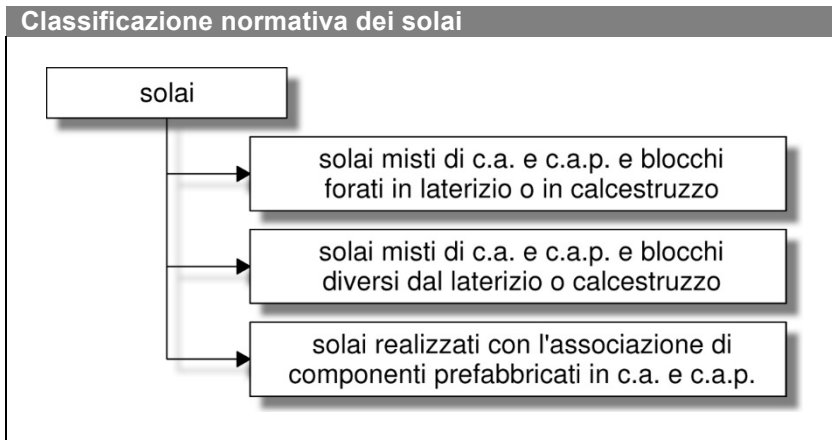 Classificazione normativa dei solai
solai
solai misti di c.a. e c.a.p. e blocchi
forati in laterizio o in calcestruzzo
solai misti di c.a. e c.a.p. e blocchi
diversi dal laterizio o calcestruzzo
solai realizzati con l'associazione di
componenti prefabbricati in c.a. e c.a.p.